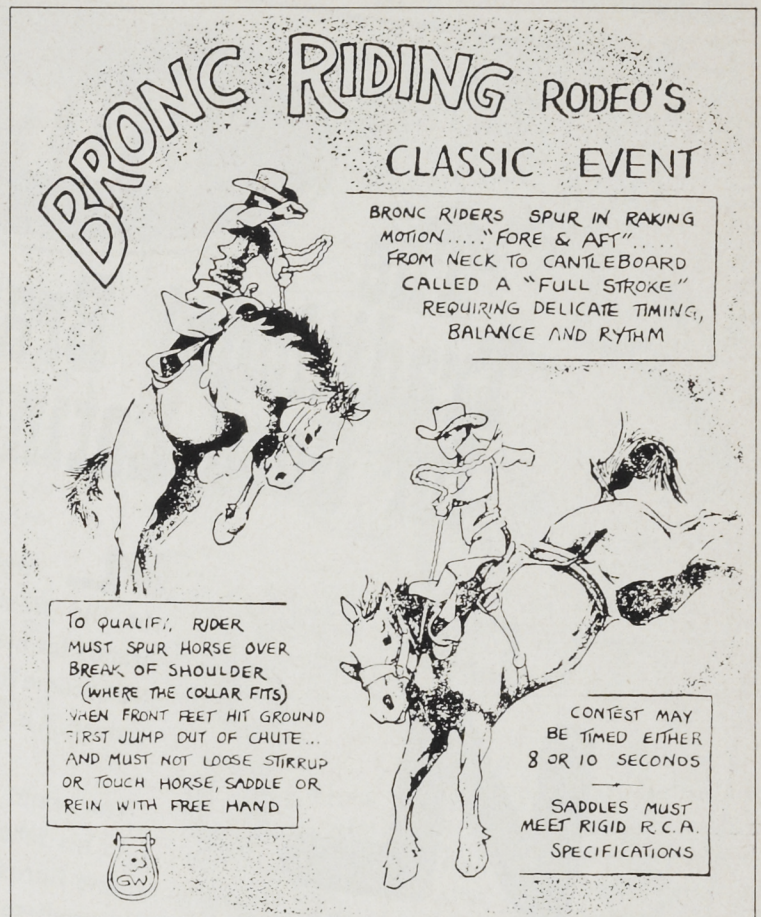 BRONC RIDING RODEO'S
CLASSIC EVENT
BRONC RIDERS SPUR IN RAKING
MOTION....."FORE & AFT".....
FROM NECK TO CANTLEBOARD
CALLED A "FULL STROKE"
REQUIRING DELICATE TIMING,
BALANCE AND RYTHM
TO QUALIFY, RIDER
MUST SPUR HORSE OVER
BREAK OF SHOULDER
(WHERE THE COLLAR FITS)
WHEN FRONT FEET HIT GROUND
FIRST JUMP OUT OF CHUTE...
AND MUST NOT LOOSE STIRRUP
OR TOUCH HORSE, SADDLE OR
REIN WITH FREE HAND
CONTEST MAY
BE TIMED EITHER
8 OR 10 SECONDS
SADDLES MUST
MEET RIGID R.C.A.
SPECIFICATIONS
GW